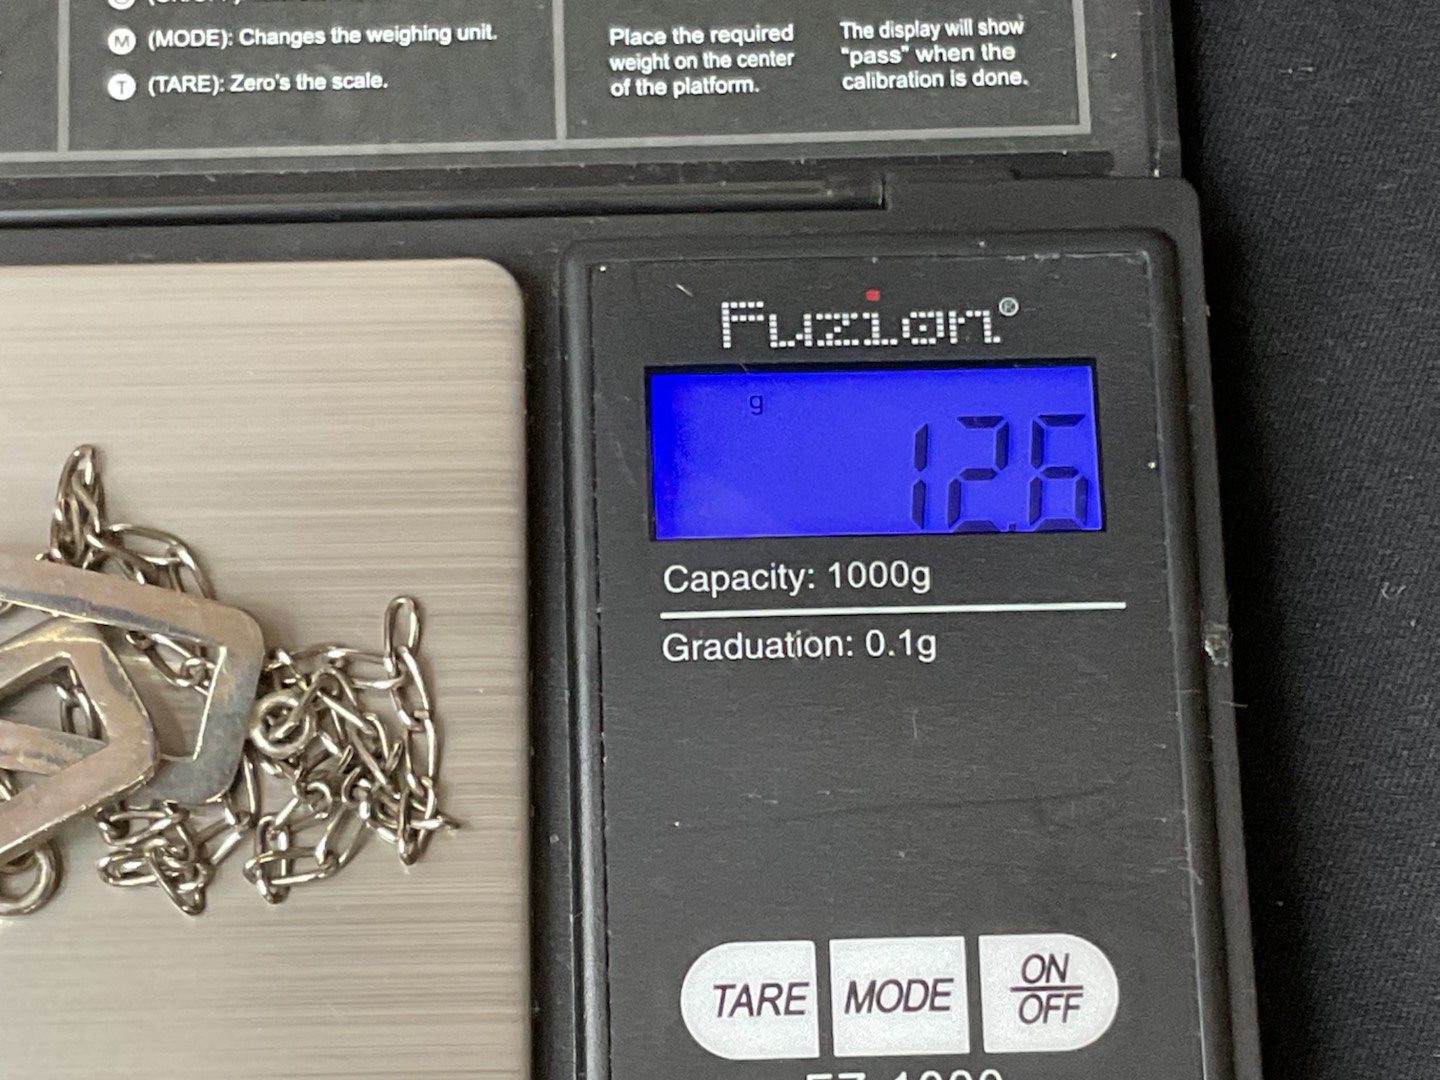 M (MODE): Changes the weighing unit.
T (TARE): Zero's the scale.
Place the required
weight on the center
of the platform.
The display will show
"pass" when the
calibration is done.
Fuzion®
g
12.6
Capacity: 1000g
Graduation: 0.1g
TARE
MODE
ON
OFF